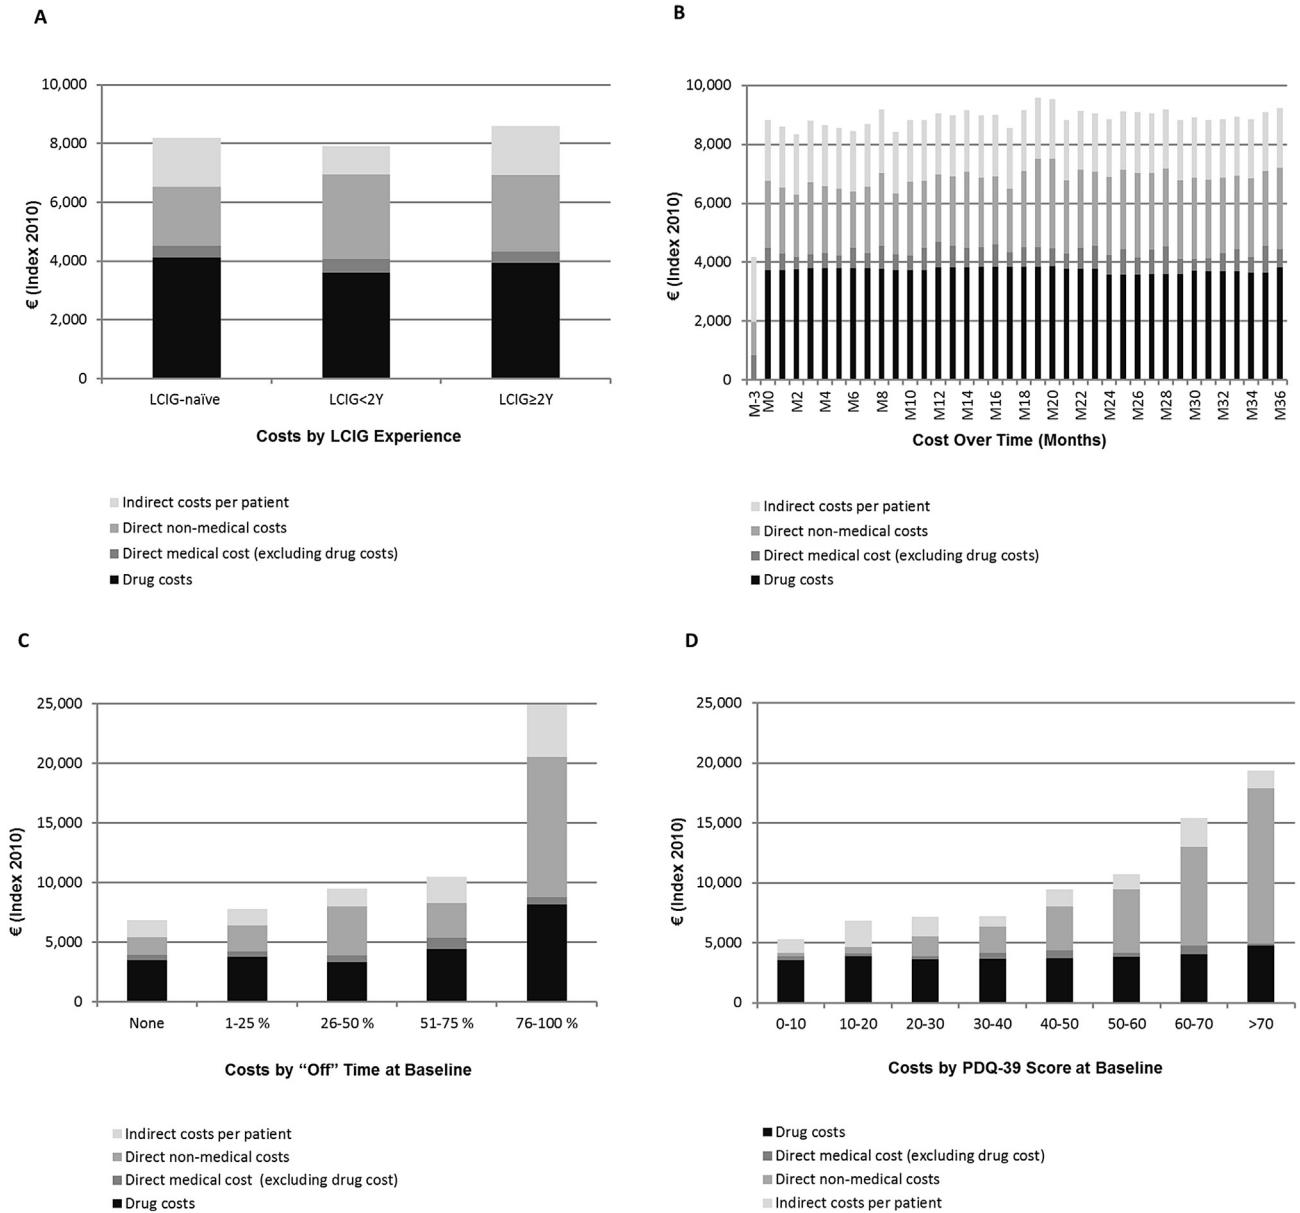 A
10,000
8,000
6,000
4,000
2,000
0
€ (Index 2010)
LCIG-naïve LCIG<2Y LCIG≥2Y
Costs by LCIG Experience
Indirect costs per patient
Direct non-medical costs
Direct medical cost (excluding drug costs)
Drug costs
B
10,000
8,000
6,000
4,000
2,000
0
€ (Index 2010)
M-3 M0 M2 M4 M6 M8 M10 M12 M14 M16 M18 M20 M22 M24 M26 M28 M30 M32 M34 M36
Cost Over Time (Months)
Indirect costs per patient
Direct non-medical costs
Direct medical cost (excluding drug costs)
Drug costs
C
25,000
20,000
15,000
10,000
5,000
0
€ (Index 2010)
None 1-25 % 26-50 % 51-75 % 76-100 %
Costs by “Off” Time at Baseline
Indirect costs per patient
Direct non-medical costs
Direct medical cost (excluding drug cost)
Drug costs
D
25,000
20,000
15,000
10,000
5,000
0
€ (Index 2010)
0-10 10-20 20-30 30-40 40-50 50-60 60-70 >70
Costs by PDQ-39 Score at Baseline
Drug costs
Direct medical cost (excluding drug cost)
Direct non-medical costs
Indirect costs per patient